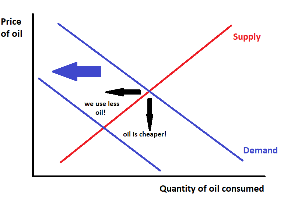 Price
of oil
Supply
we use less
oil!
oil is cheaper!
Demand
Quantity of oil consumed